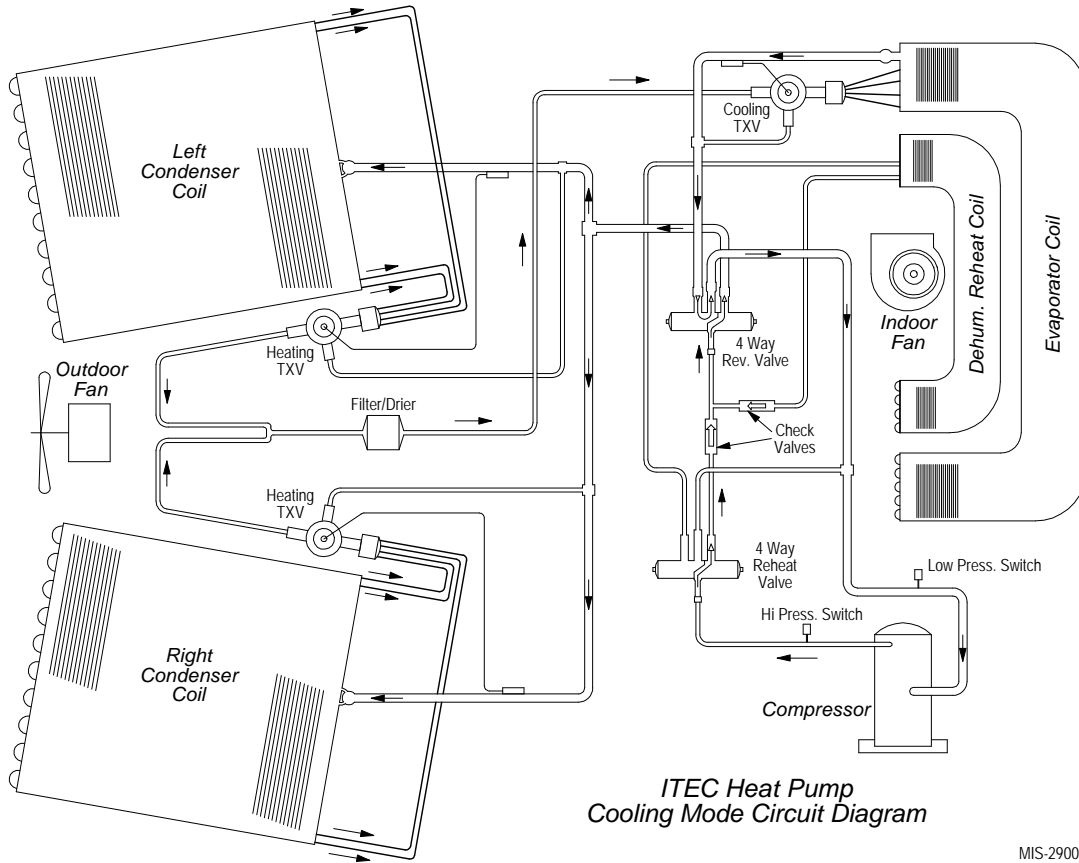 Cooling
TXV
Left
Condenser
Coil
Dehum. Reheat Coil
Evaporator Coil
Indoor
Fan
4 Way
Rev. Valve
Heating
TXV
Outdoor
Fan
Filter/Drier
Check
Valves
Heating
TXV
4 Way
Reheat
Valve
Low Press. Switch
Hi Press. Switch
Right
Condenser
Coil
Compressor
ITEC Heat Pump
Cooling Mode Circuit Diagram
MIS-2900